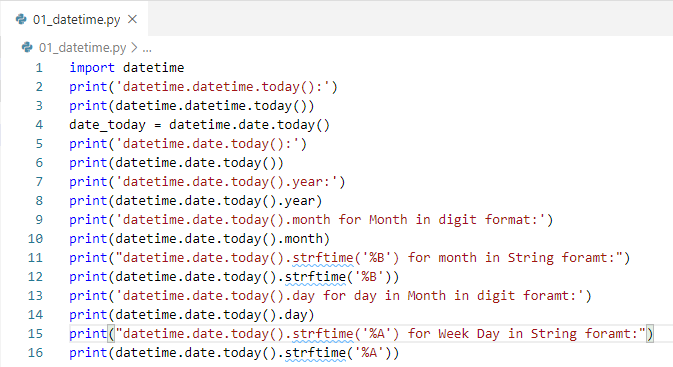 01_datetime.py ×
01_datetime.py > ...
1 import datetime
2 print('datetime.datetime.today():')
3 print(datetime.datetime.today())
4 date_today = datetime.date.today()
5 print('datetime.date.today():')
6 print(datetime.date.today())
7 print('datetime.date.today().year:')
8 print(datetime.date.today().year)
9 print('datetime.date.today().month for Month in digit format:')
10 print(datetime.date.today().month)
11 print("datetime.date.today().strftime('%B') for month in String foramt:")
12 print(datetime.date.today().strftime('%B'))
13 print('datetime.date.today().day for day in Month in digit foramt:')
14 print(datetime.date.today().day)
15 print("datetime.date.today().strftime('%A') for Week Day in String foramt:")
16 print(datetime.date.today().strftime('%A'))